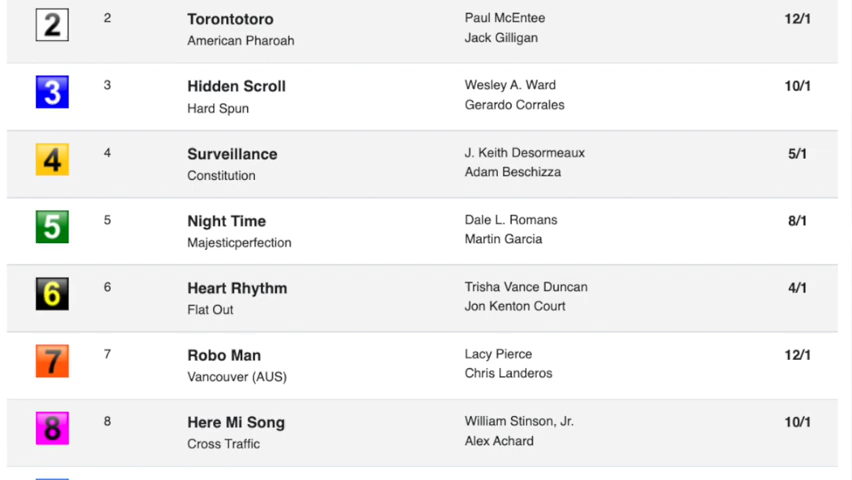 2 2 Torontotoro Paul McEntee 12/1
American Pharoah Jack Gilligan
3 3 Hidden Scroll Wesley A. Ward 10/1
Hard Spun Gerardo Corrales
4 4 Surveillance J. Keith Desormeaux 5/1
Constitution Adam Beschizza
5 5 Night Time Dale L. Romans 8/1
Majesticperfection Martin Garcia
6 6 Heart Rhythm Trisha Vance Duncan 4/1
Flat Out Jon Kenton Court
7 7 Robo Man Lacy Pierce 12/1
Vancouver (AUS) Chris Landeros
8 8 Here Mi Song William Stinson, Jr. 10/1
Cross Traffic Alex Achard